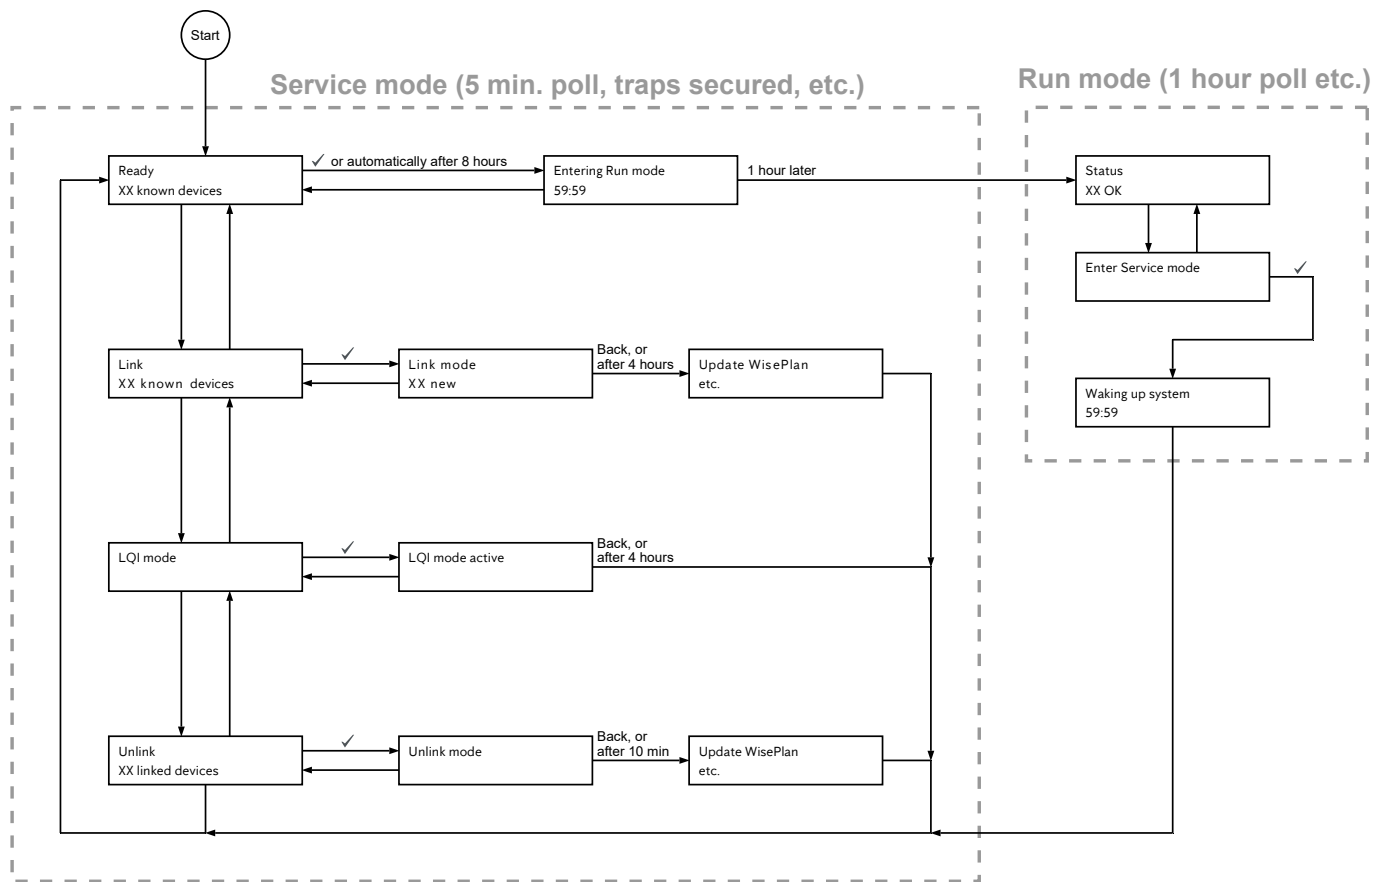 Start
Service mode (5 min. poll, traps secured, etc.)
Run mode (1 hour poll etc.)
Ready
XX known devices
✓ or automatically after 8 hours
Entering Run mode
59:59
1 hour later
Status
XX OK
Enter Service mode
✓
Link
XX known devices
✓
Link mode
XX new
Back, or
after 4 hours
Update WisePlan
etc.
Waking up system
59:59
LQI mode
✓
LQI mode active
Back, or
after 4 hours
Unlink
XX linked devices
✓
Unlink mode
Back, or
after 10 min
Update WisePlan
etc.